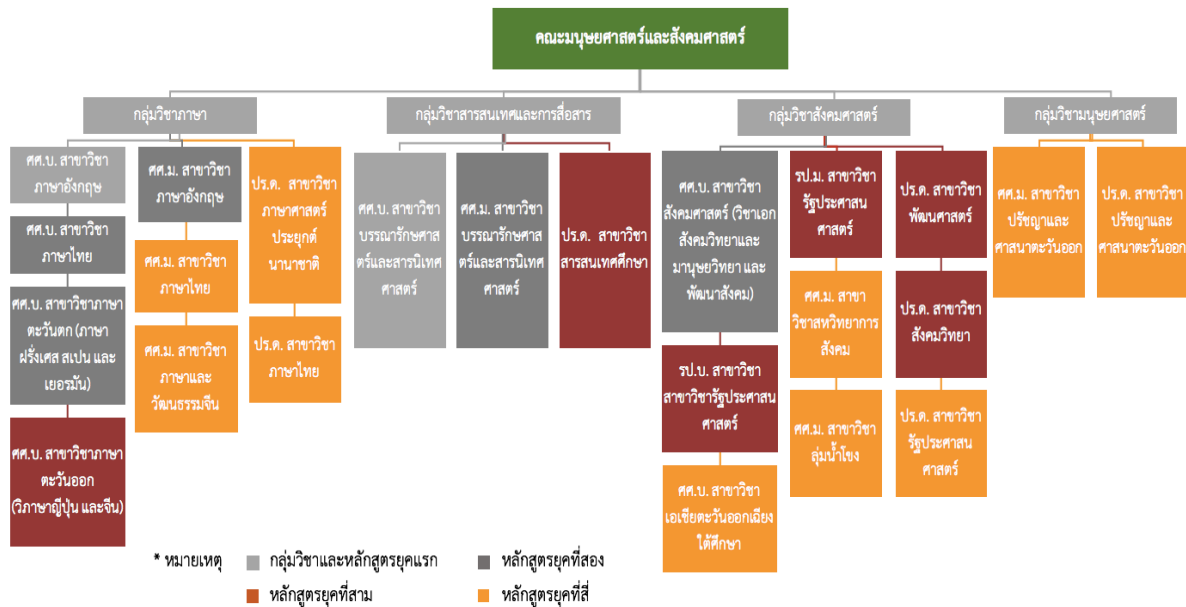 คณะมนุษยศาสตร์และสังคมศาสตร์
กลุ่มวิชาภาษา
กลุ่มวิชาสารสนเทศและการสื่อสาร
กลุ่มวิชาสังคมศาสตร์
กลุ่มวิชามนุษยศาสตร์
ศศ.บ. สาขาวิชา
ภาษาอังกฤษ
ศศ.บ. สาขาวิชา
ภาษาไทย
ศศ.บ. สาขาวิชาภาษา
ตะวันตก (ภาษา
ฝรั่งเศส สเปน และ
เยอรมัน)
ศศ.บ. สาขาวิชาภาษา
ตะวันออก
(วิภาษาญี่ปุ่น และจีน)
ศศ.ม. สาขาวิชา
ภาษาอังกฤษ
ศศ.ม. สาขาวิชา
ภาษาไทย
ศศ.ม. สาขาวิชา
ภาษาและ
วัฒนธรรมจีน
ปร.ด. สาขาวิชา
ภาษาศาสตร์
ประยุกต์
นานาชาติ
ปร.ด. สาขาวิชา
ภาษาไทย
ศศ.บ. สาขาวิชา
บรรณารักษศาส
ตร์และสารนิเทศ
ศาสตร์
ศศ.ม. สาขาวิชา
บรรณารักษศาส
ตร์และสารนิเทศ
ศาสตร์
ปร.ด. สาขาวิชา
สารสนเทศศึกษา
ศศ.บ. สาขาวิชา
สังคมศาสตร์ (วิชาเอก
สังคมวิทยาและ
มานุษยวิทยา และ
พัฒนาสังคม)
รป.บ. สาขาวิชา
สาขาวิชารัฐประศาสน
ศาสตร์
ศศ.บ. สาขาวิชา
เอเชียตะวันออกเฉียง
ใต้ศึกษา
รป.ม. สาขาวิชา
รัฐประศาสน
ศาสตร์
ศศ.ม. สาขา
วิชาสหวิทยาการ
สังคม
ศศ.ม. สาขาวิชา
ลุ่มน้ำโขง
ปร.ด. สาขาวิชา
พัฒนศาสตร์
ปร.ด. สาขาวิชา
สังคมวิทยา
ปร.ด. สาขาวิชา
รัฐประศาสน
ศาสตร์
ศศ.ม. สาขาวิชา
ปรัชญาและ
ศาสนาตะวันออก
ปร.ด. สาขาวิชา
ปรัชญาและ
ศาสนาตะวันออก
* หมายเหตุ
กลุ่มวิชาและหลักสูตรยุคแรก
หลักสูตรยุคที่สอง
หลักสูตรยุคที่สาม
หลักสูตรยุคที่สี่